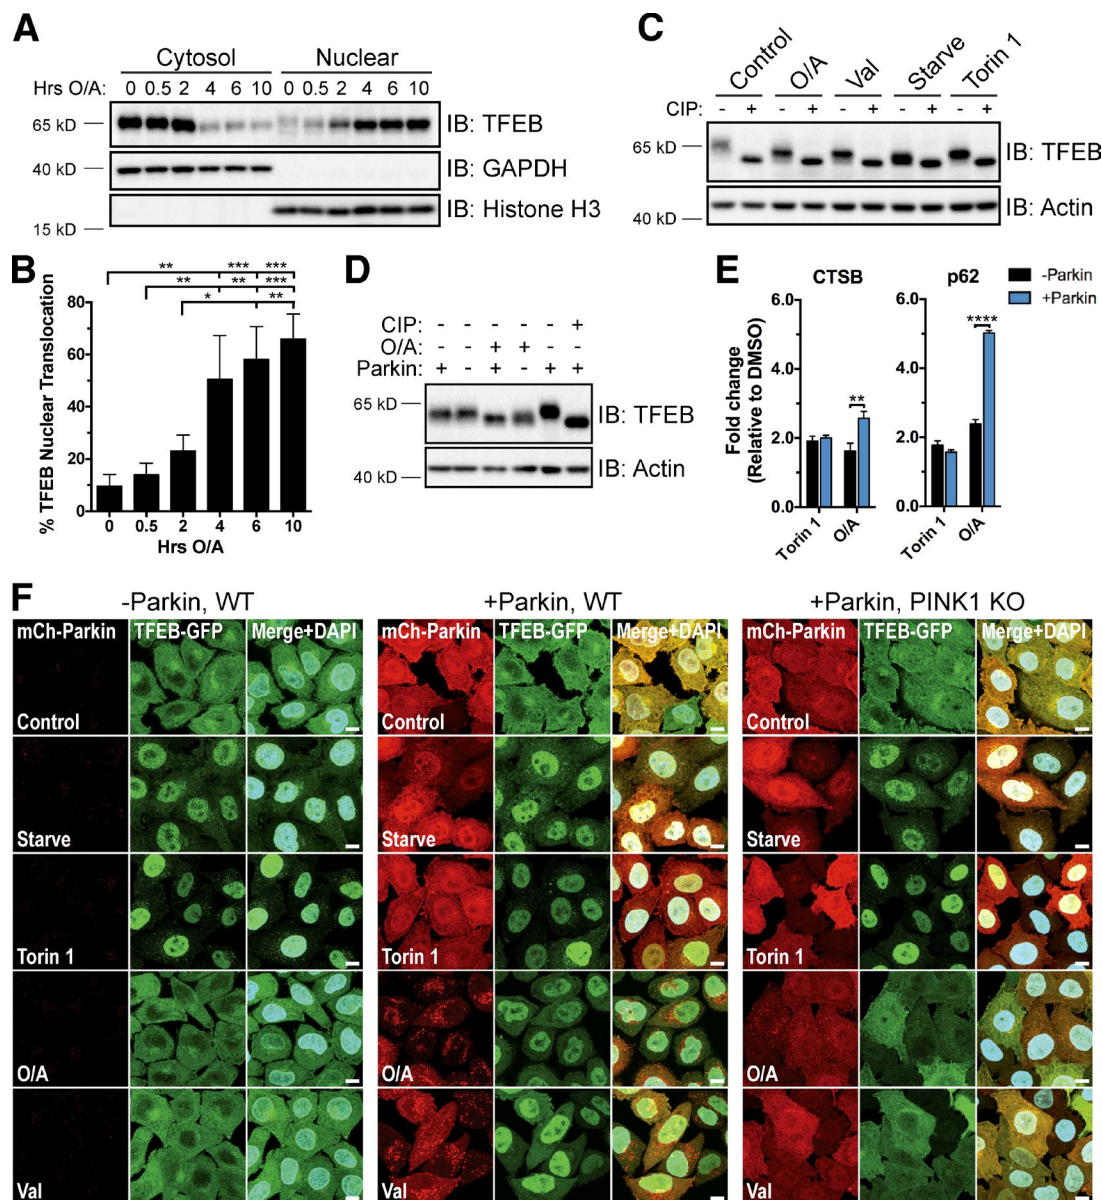 A
Cytosol Nuclear
Hrs O/A: 0 0.5 2 4 6 10 0 0.5 2 4 6 10
65 kD IB: TFEB
40 kD IB: GAPDH
IB: Histone H3
15 kD
B
** *** ***
** ** ***
* **
% TFEB Nuclear Translocation
80
60
40
20
0
0 0.5 2 4 6 10
Hrs O/A
C
Control O/A Val Starve Torin 1
CIP: - + - + - + - + - +
65 kD IB: TFEB
IB: Actin
40 kD
D
CIP: - - - - - +
O/A: - - + + - -
Parkin: + - + - + +
65 kD IB: TFEB
IB: Actin
40 kD
E
CTSB p62
-Parkin
+Parkin
Fold change
(Relative to DMSO)
6.0
4.0
2.0
0.0
**
Torin 1 O/A
6.0
4.0
2.0
0.0
****
Torin 1 O/A
F
-Parkin, WT +Parkin, WT +Parkin, PINK1 KO
mCh-Parkin TFEB-GFP Merge+DAPI mCh-Parkin TFEB-GFP Merge+DAPI mCh-Parkin TFEB-GFP Merge+DAPI
Control Control Control
Starve Starve Starve
Torin 1 Torin 1 Torin 1
O/A O/A O/A
Val Val Val